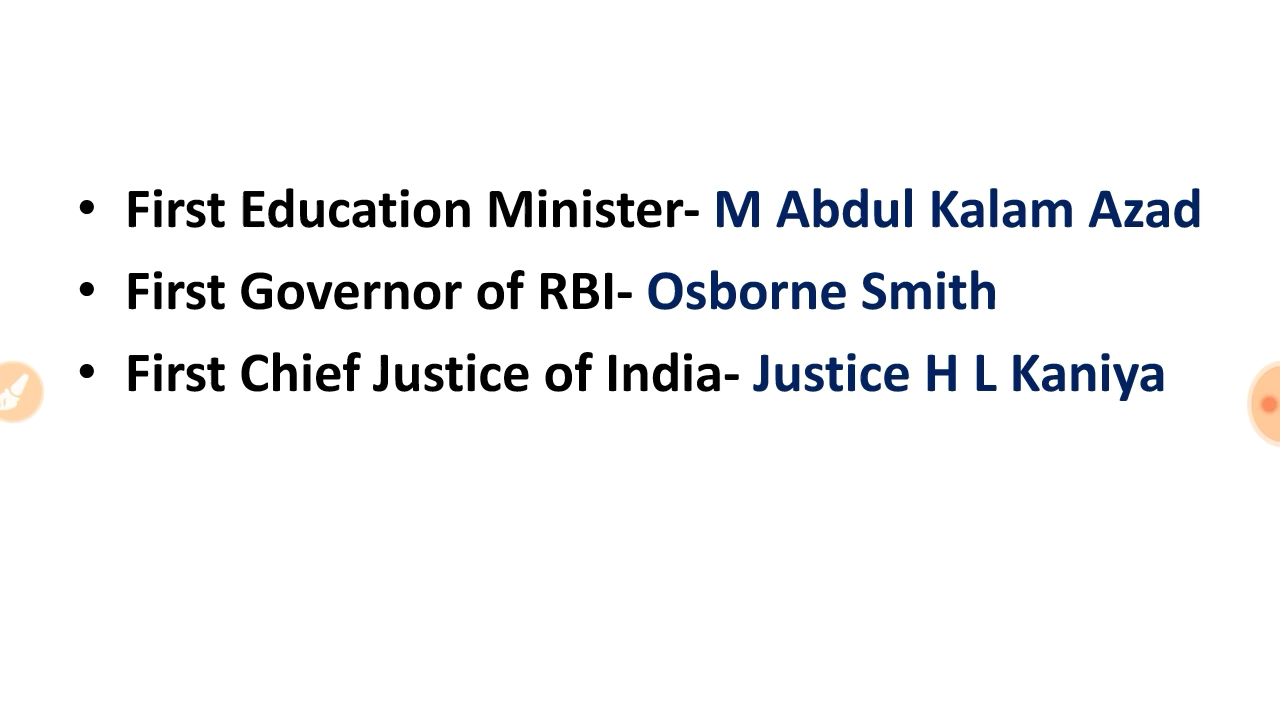 • First Education Minister- M Abdul Kalam Azad
• First Governor of RBI- Osborne Smith
• First Chief Justice of India- Justice H L Kaniya